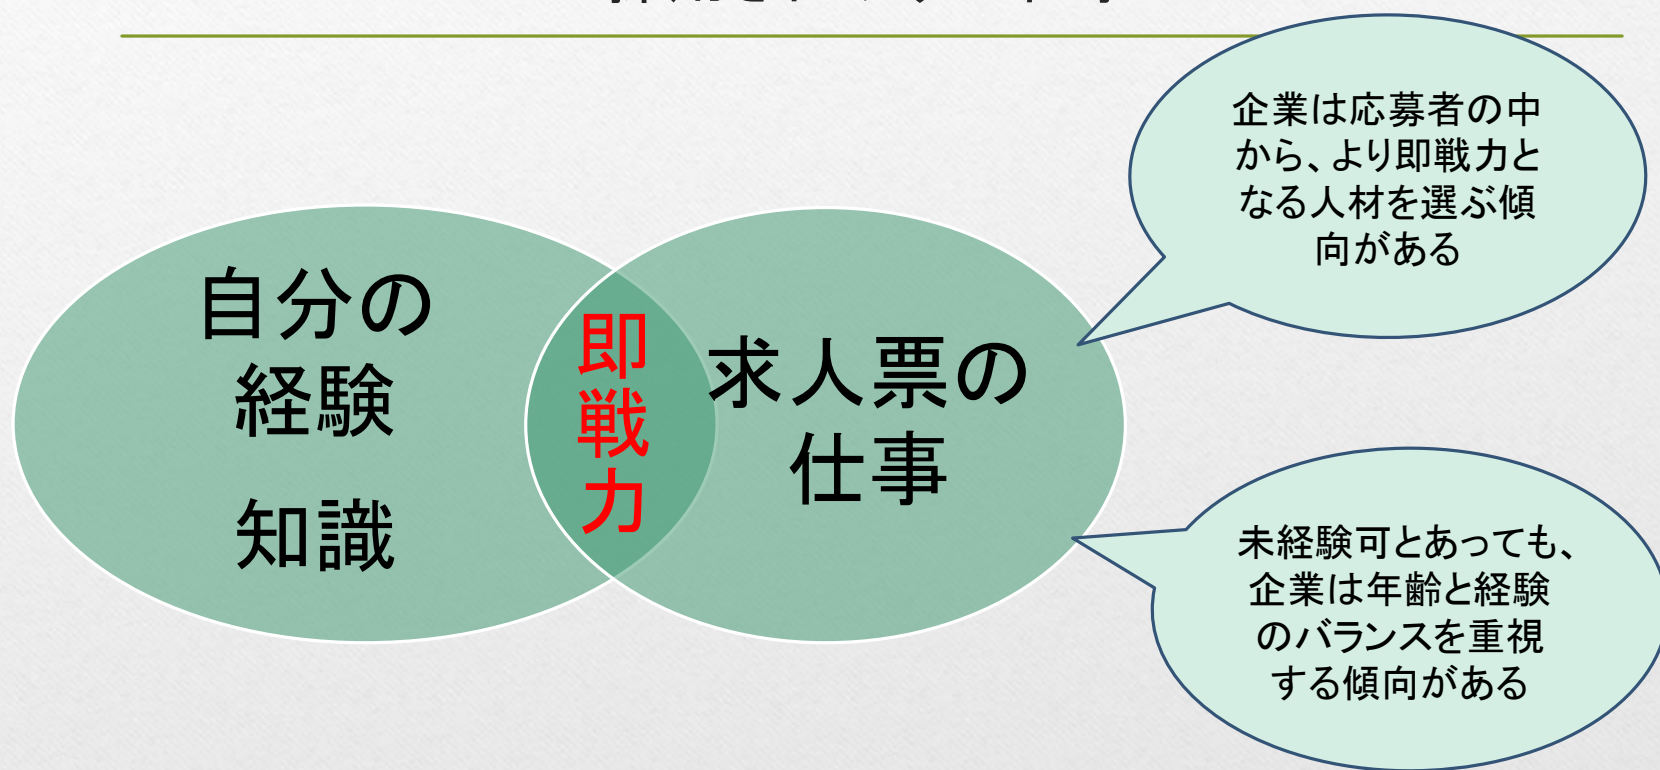 自分の
経験
知識
即戦力
求人票の
仕事
企業は応募者の中
から、より即戦力と
なる人材を選ぶ傾
向がある
未経験可とあっても、
企業は年齢と経験
のバランスを重視
する傾向がある